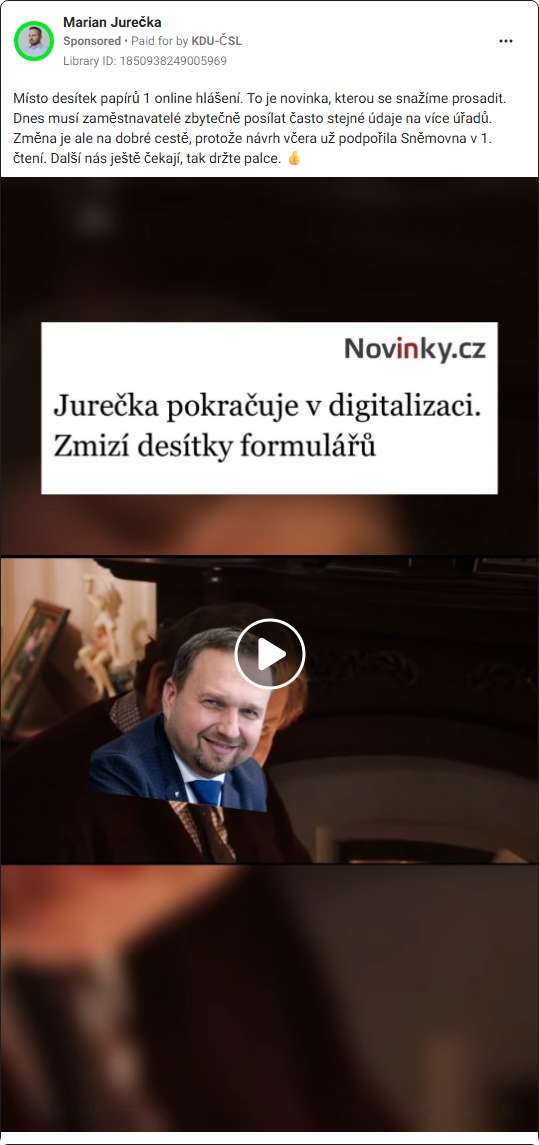 Marian Jurečka
Sponsored • Paid for by KDU-ČSL
Library ID: 1850938249005969
Místo desítek papírů 1 online hlášení. To je novinka, kterou se snažíme prosadit.
Dnes musí zaměstnavatelé zbytečně posílat často stejné údaje na více úřadů.
Změna je ale na dobré cestě, protože návrh včera už podpořila Sněmovna v 1.
čtení. Další nás ještě čekají, tak držte palce. 👍
Novinky.cz
Jurečka pokračuje v digitalizaci.
Zmizí desítky formulářů